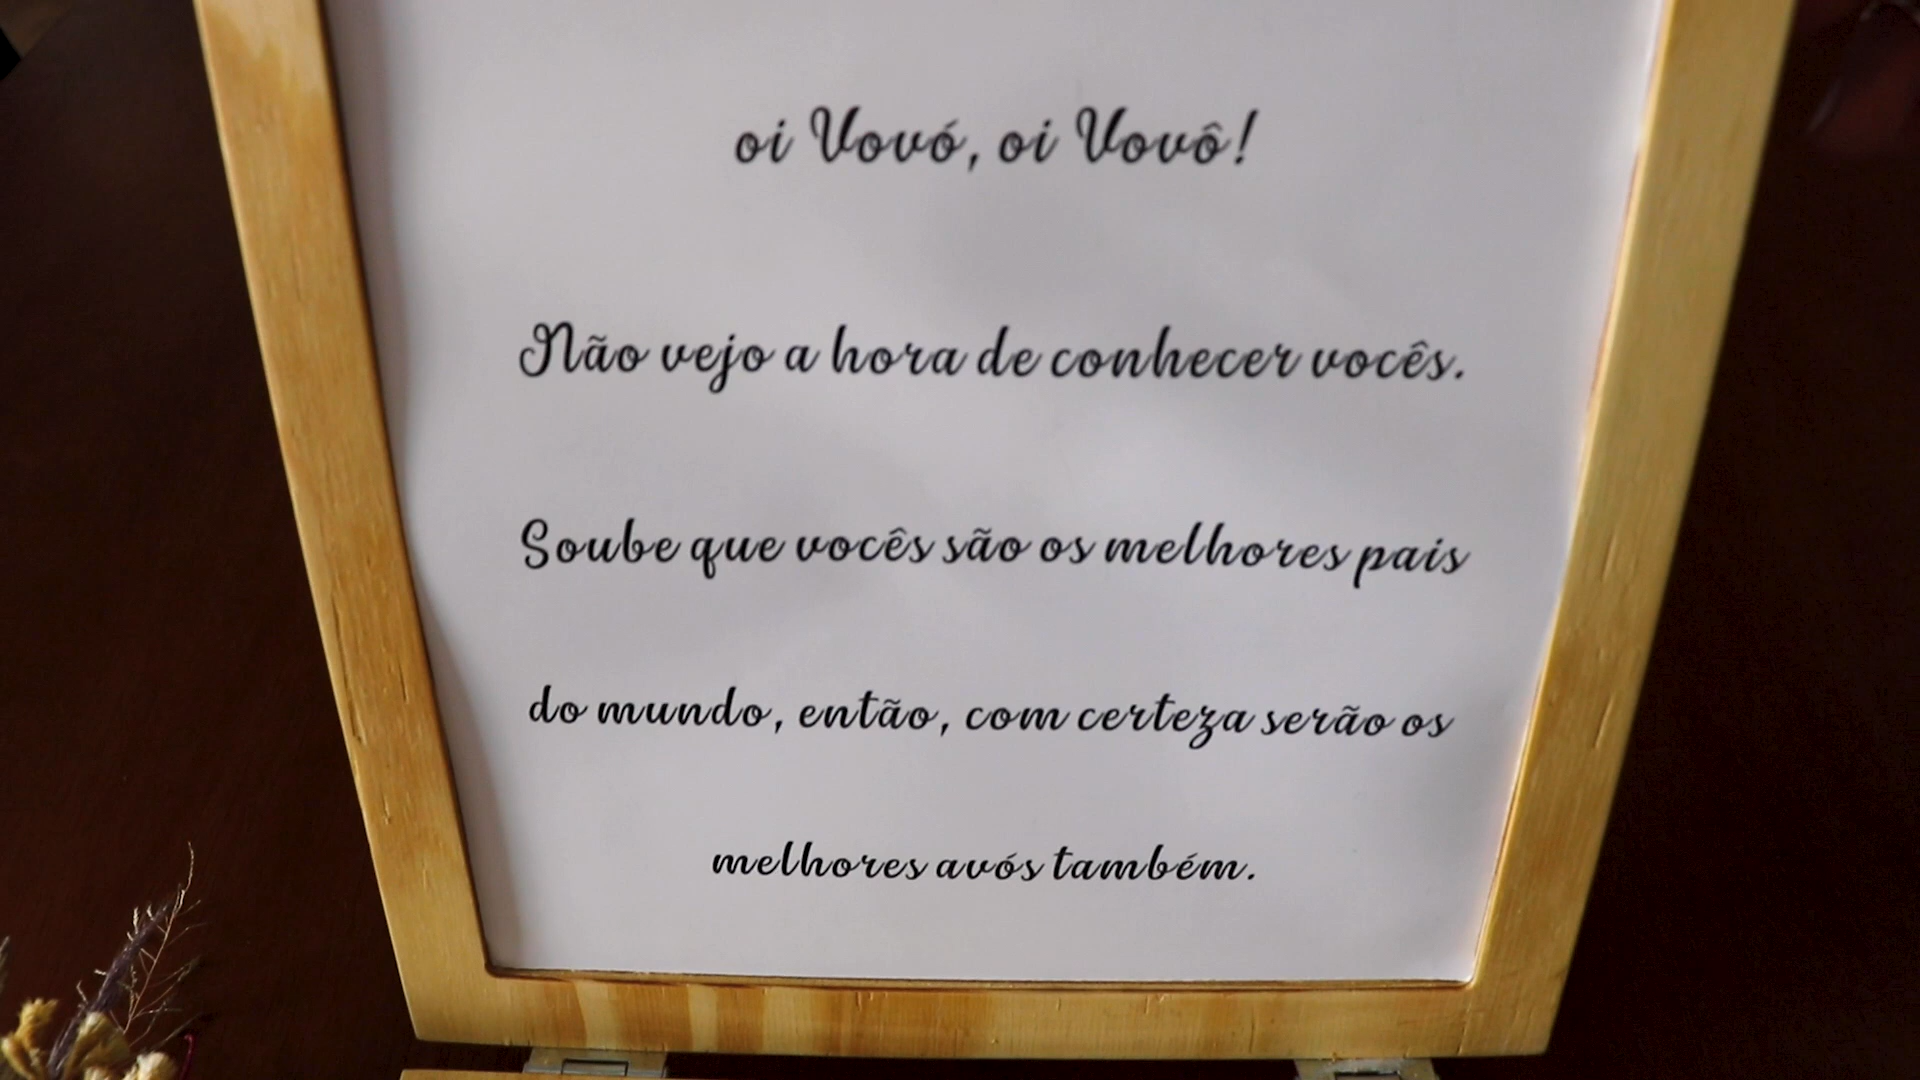 oi Vovó, oi Vovô!
Não vejo a hora de conhecer vocês.
Soube que vocês são os melhores pais
do mundo, então, com certeza serão os
melhores avós também.